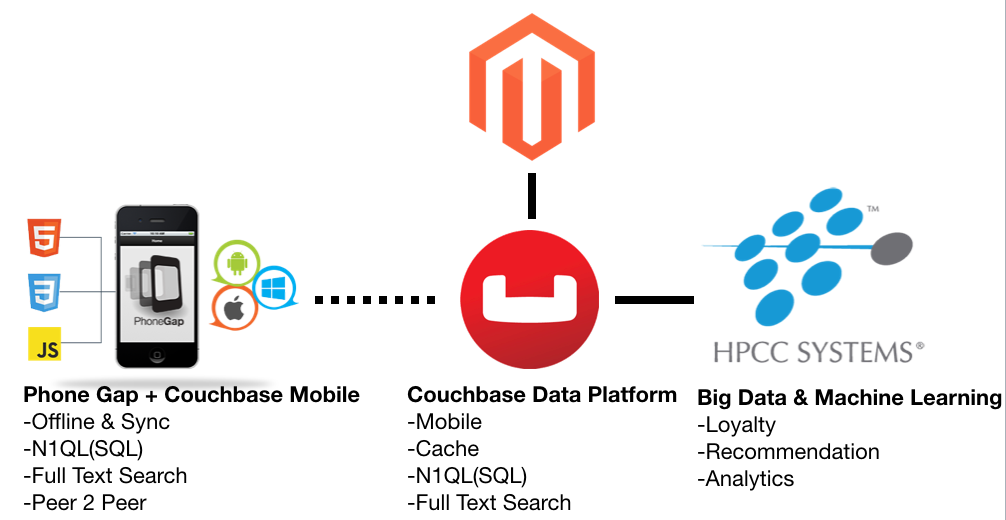 5
3
JS
PhoneGap
TM
HPCC SYSTEMS®
Phone Gap + Couchbase Mobile
-Offline & Sync
-N1QL(SQL)
-Full Text Search
-Peer 2 Peer
Couchbase Data Platform
-Mobile
-Cache
-N1QL(SQL)
-Full Text Search
Big Data & Machine Learning
-Loyalty
-Recommendation
-Analytics